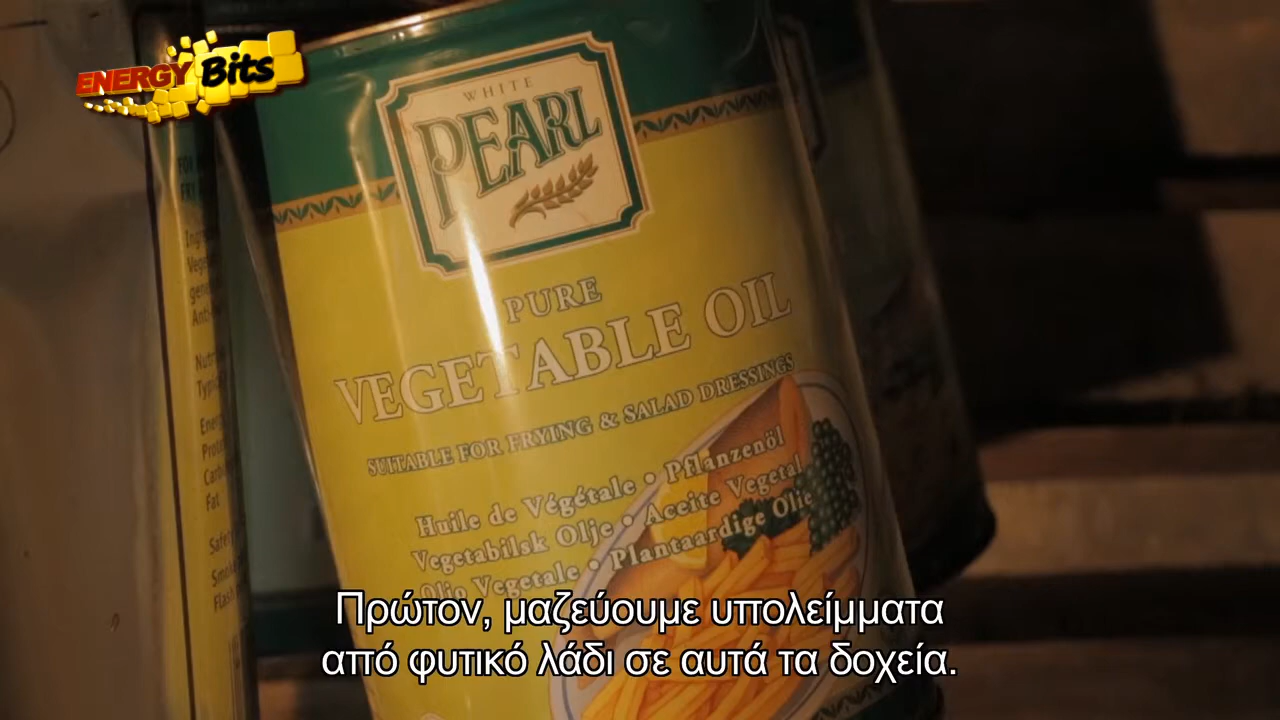 ENERGY Bits
WHITE
PEARL
PURE
VEGETABLE OIL
SUITABLE FOR FRYING & SALAD DRESSINGS
Huile de Végétale • Pflanzenöl
Vegetabilsk Olje • Aceite Vegetal
Olio Vegetale • Plantaardige Olie
Πρώτον, μαζεύουμε υπολείμματα
από φυτικό λάδι σε αυτά τα δοχεία.